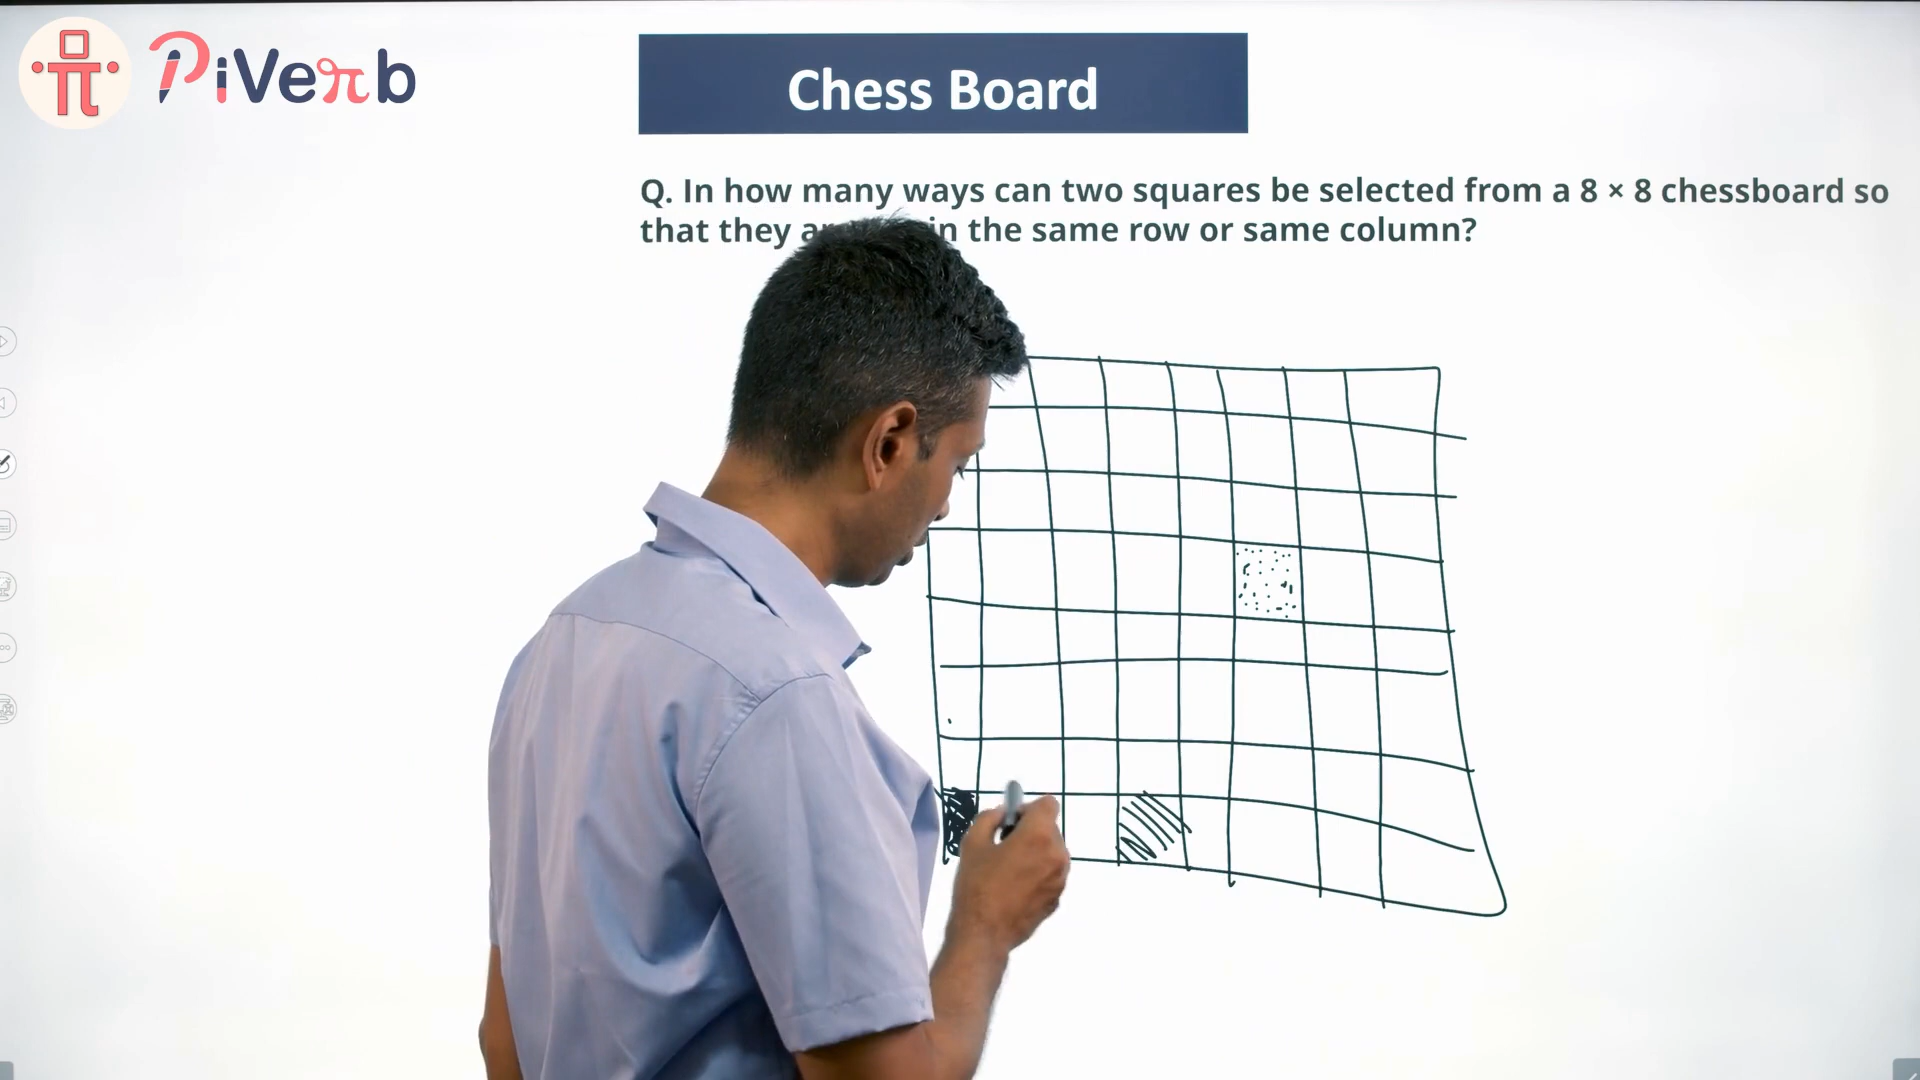 PiVerb
Chess Board
Q. In how many ways can two squares be selected from a 8 × 8 chessboard so
that they in the same row or same column?